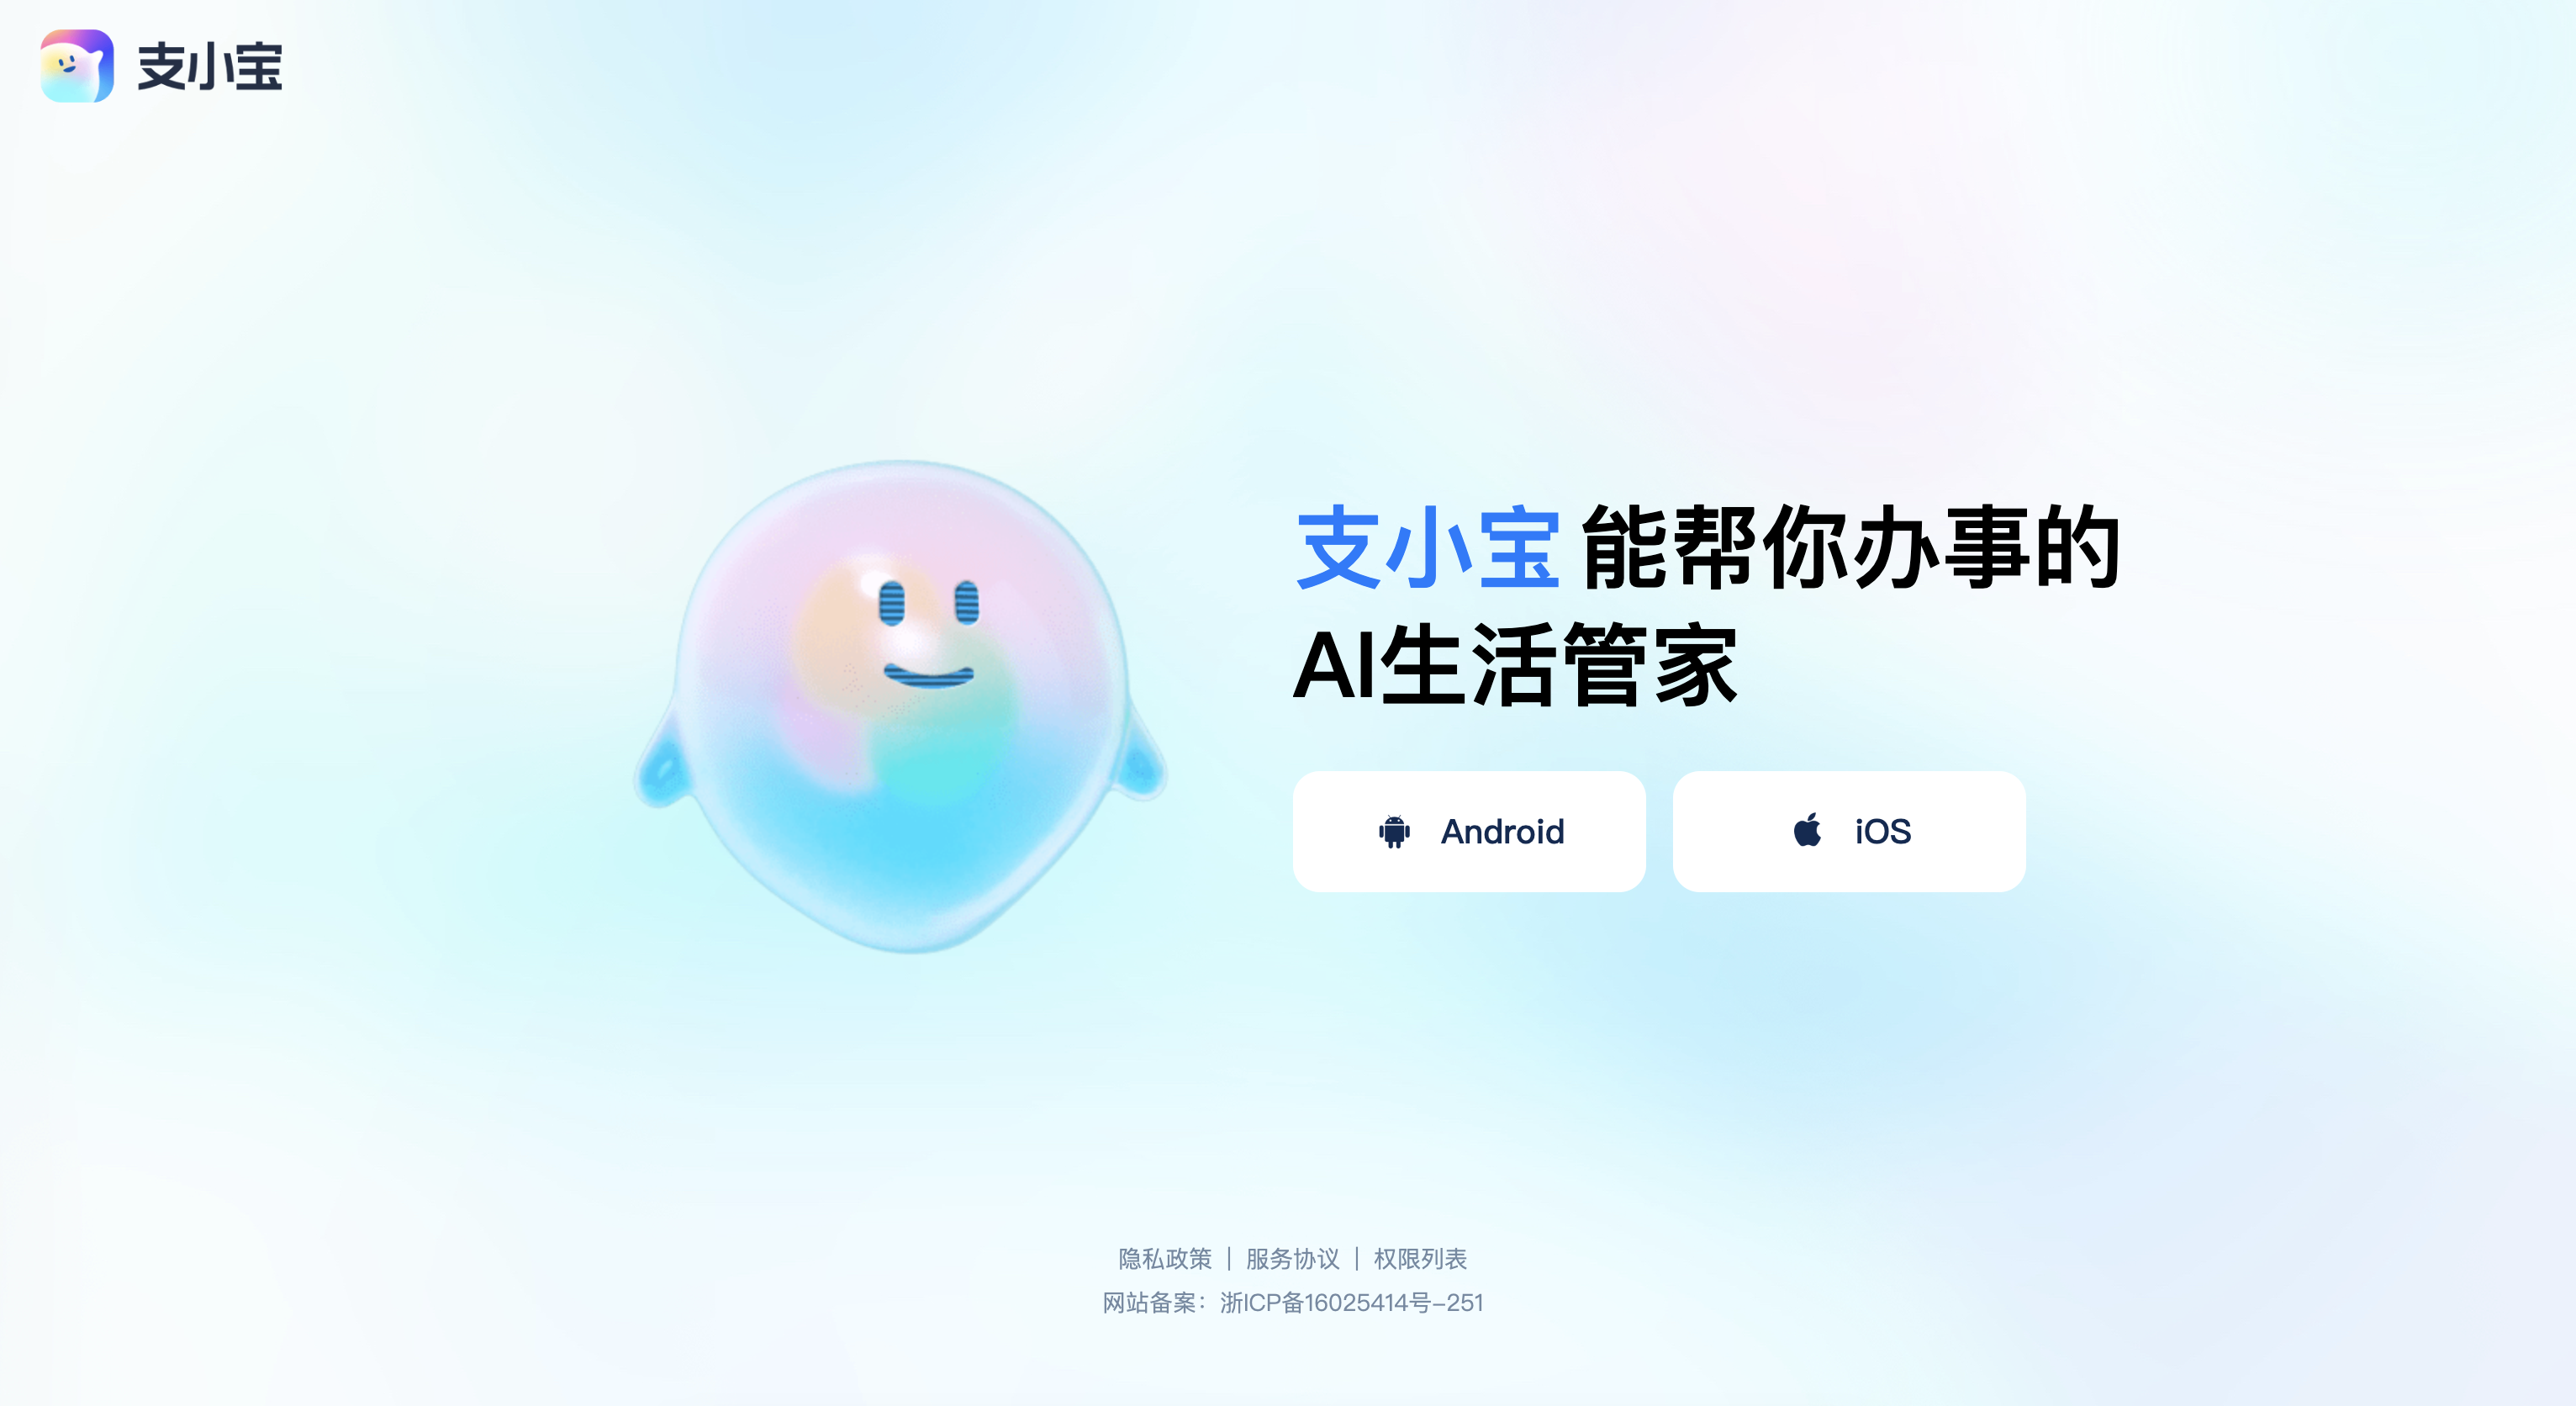 支小宝
支小宝 能帮你办事的
AI生活管家
Android
iOS
隐私政策 | 服务协议 | 权限列表
网站备案：浙ICP备16025414号-251